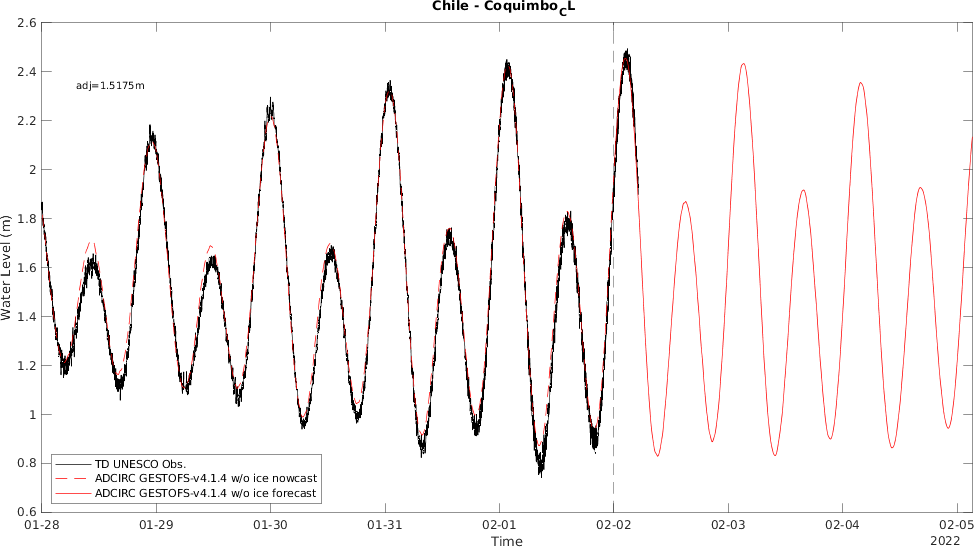 Chile - Coquimbo_CL
2.6
2.4
2.2
2
1.8
1.6
1.4
1.2
1
0.8
0.6
Water Level (m)
adj=1.5175m
TD UNESCO Obs.
ADCIRC GESTOFS-v4.1.4 w/o ice nowcast
ADCIRC GESTOFS-v4.1.4 w/o ice forecast
01-28 01-29 01-30 01-31 02-01 02-02 02-03 02-04 02-05
Time 2022